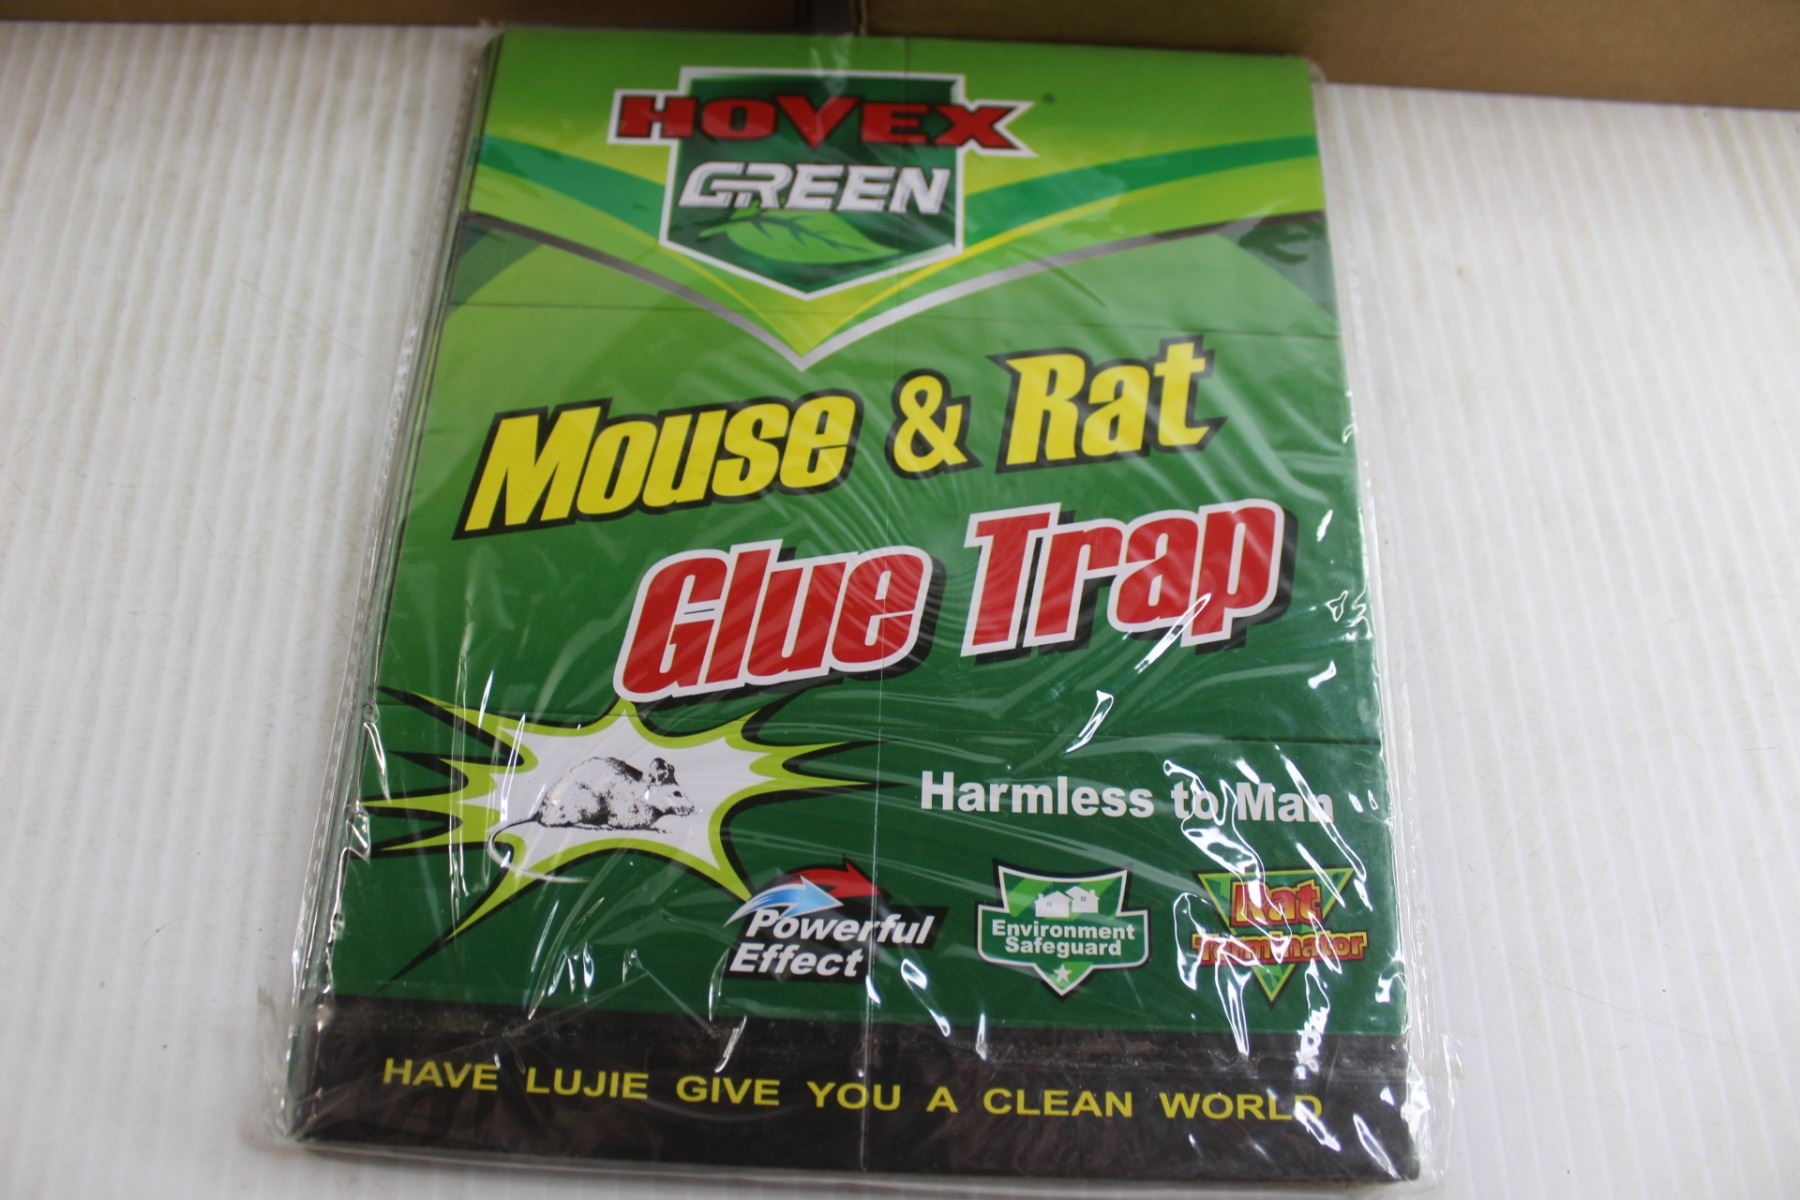 HOVEX®
GREEN
Mouse & Rat
Glue Trap
Harmless to Man
Powerful
Effect
Environment
Safeguard
Rat
Terminator
HAVE LUJIE GIVE YOU A CLEAN WORLD